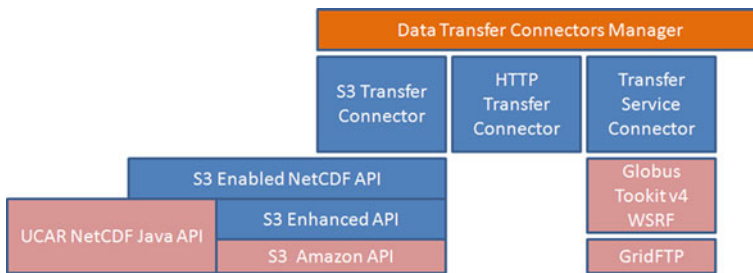 Data Transfer Connectors Manager
S3 Transfer
Connector
HTTP
Transfer
Connector
Transfer
Service
Connector
S3 Enabled NetCDF API
Globus
Tookit v4
WSRF
UCAR NetCDF Java API
S3 Enhanced API
S3 Amazon API
GridFTP